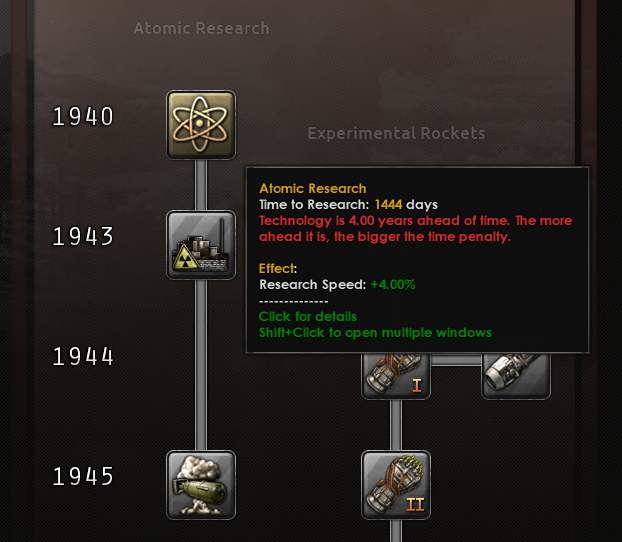 Atomic Research
1940
Experimental Rockets
Atomic Research
Time to Research: 1444 days
Technology is 4.00 years ahead of time. The more
ahead it is, the bigger the time penalty.
Effect:
Research Speed: +4.00%
--------------
Click for details
Shift+Click to open multiple windows
1943
1944
I
1945
II